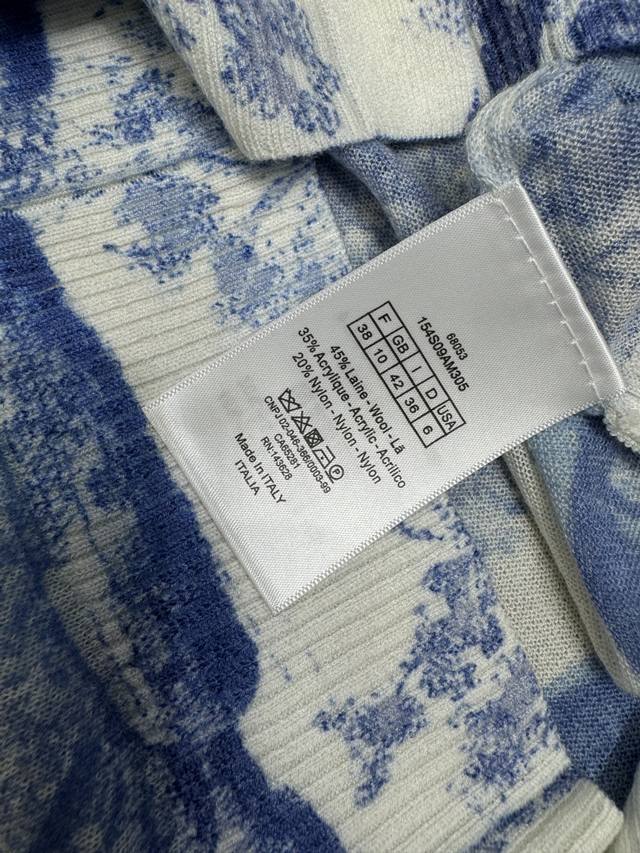 68053
154S09AM305
F GB I D USA
38 10 42 36 6
45% Laine - Wool - Lã
35% Acrylique - Acrylic - Acrílico
20% Nylon - Nylon - Nylon
CNPJ 02-046-366/0003-99
CA65281
RN:143628
Made in ITALY
ITALIA